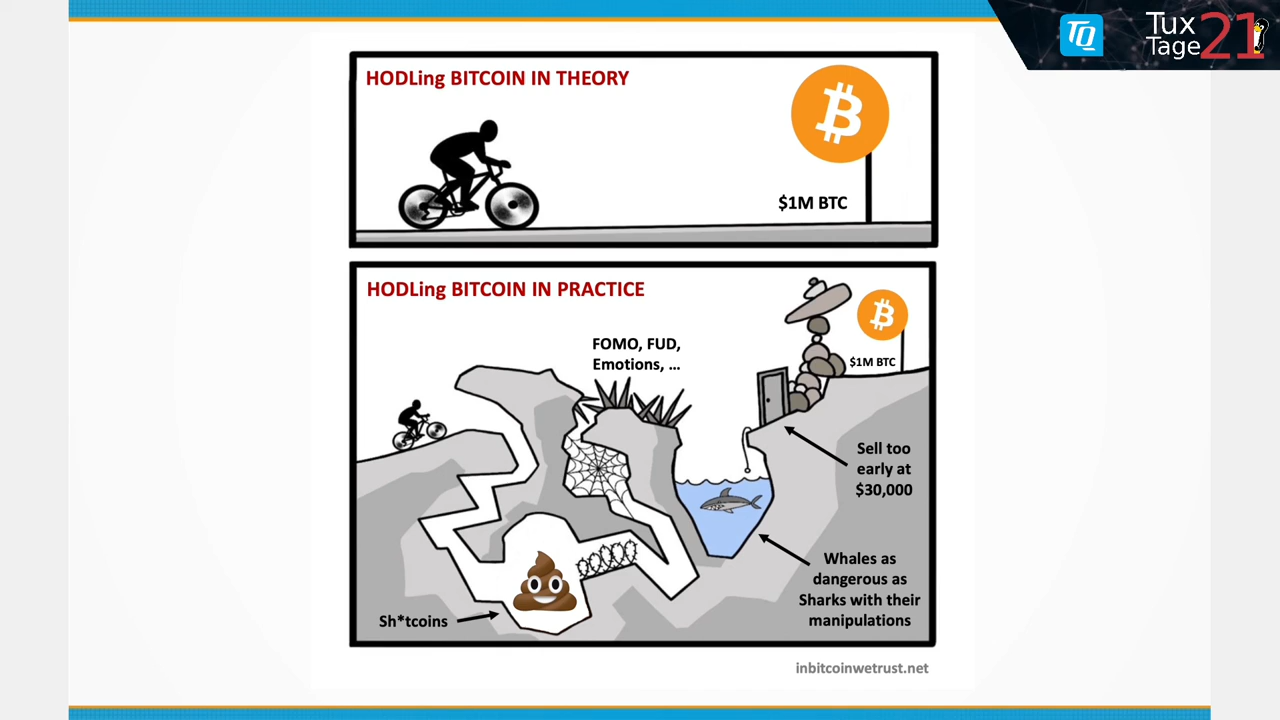 TQ
Tux
Tage
21
HODLing BITCOIN IN THEORY
$1M BTC
HODLing BITCOIN IN PRACTICE
FOMO, FUD,
Emotions, ...
$1M BTC
Sell too
early at
$30,000
Whales as
dangerous as
Sharks with their
manipulations
Sh*tcoins
inbitcoinwetrust.net